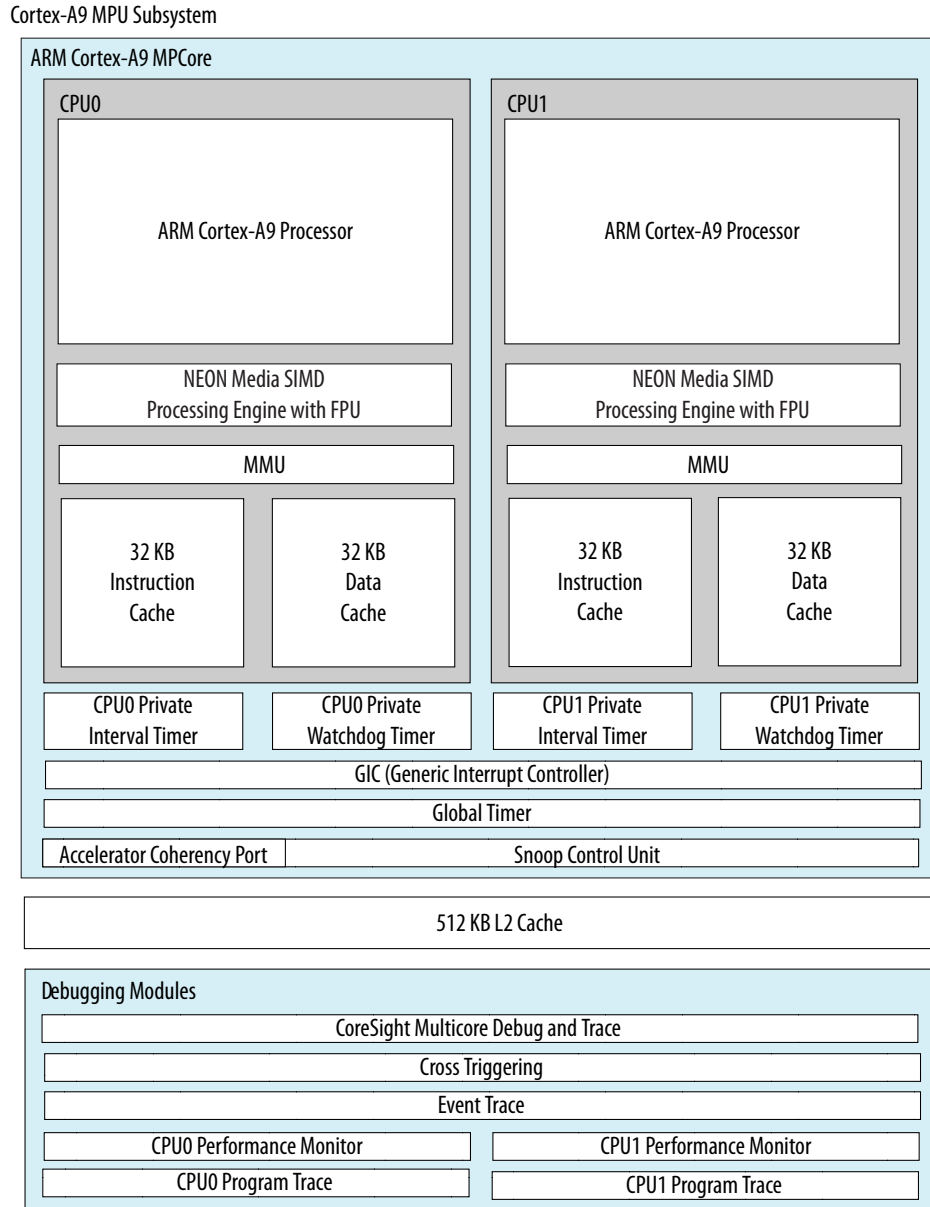 Cortex-A9 MPU Subsystem
ARM Cortex-A9 MPCore
CPU0
ARM Cortex-A9 Processor
NEON Media SIMD
Processing Engine with FPU
MMU
32 KB
Instruction
Cache
32 KB
Data
Cache
CPU1
ARM Cortex-A9 Processor
NEON Media SIMD
Processing Engine with FPU
MMU
32 KB
Instruction
Cache
32 KB
Data
Cache
CPU0 Private
Interval Timer
CPU0 Private
Watchdog Timer
CPU1 Private
Interval Timer
CPU1 Private
Watchdog Timer
GIC (Generic Interrupt Controller)
Global Timer
Accelerator Coherency Port
Snoop Control Unit
512 KB L2 Cache
Debugging Modules
CoreSight Multicore Debug and Trace
Cross Triggering
Event Trace
CPU0 Performance Monitor
CPU1 Performance Monitor
CPU0 Program Trace
CPU1 Program Trace